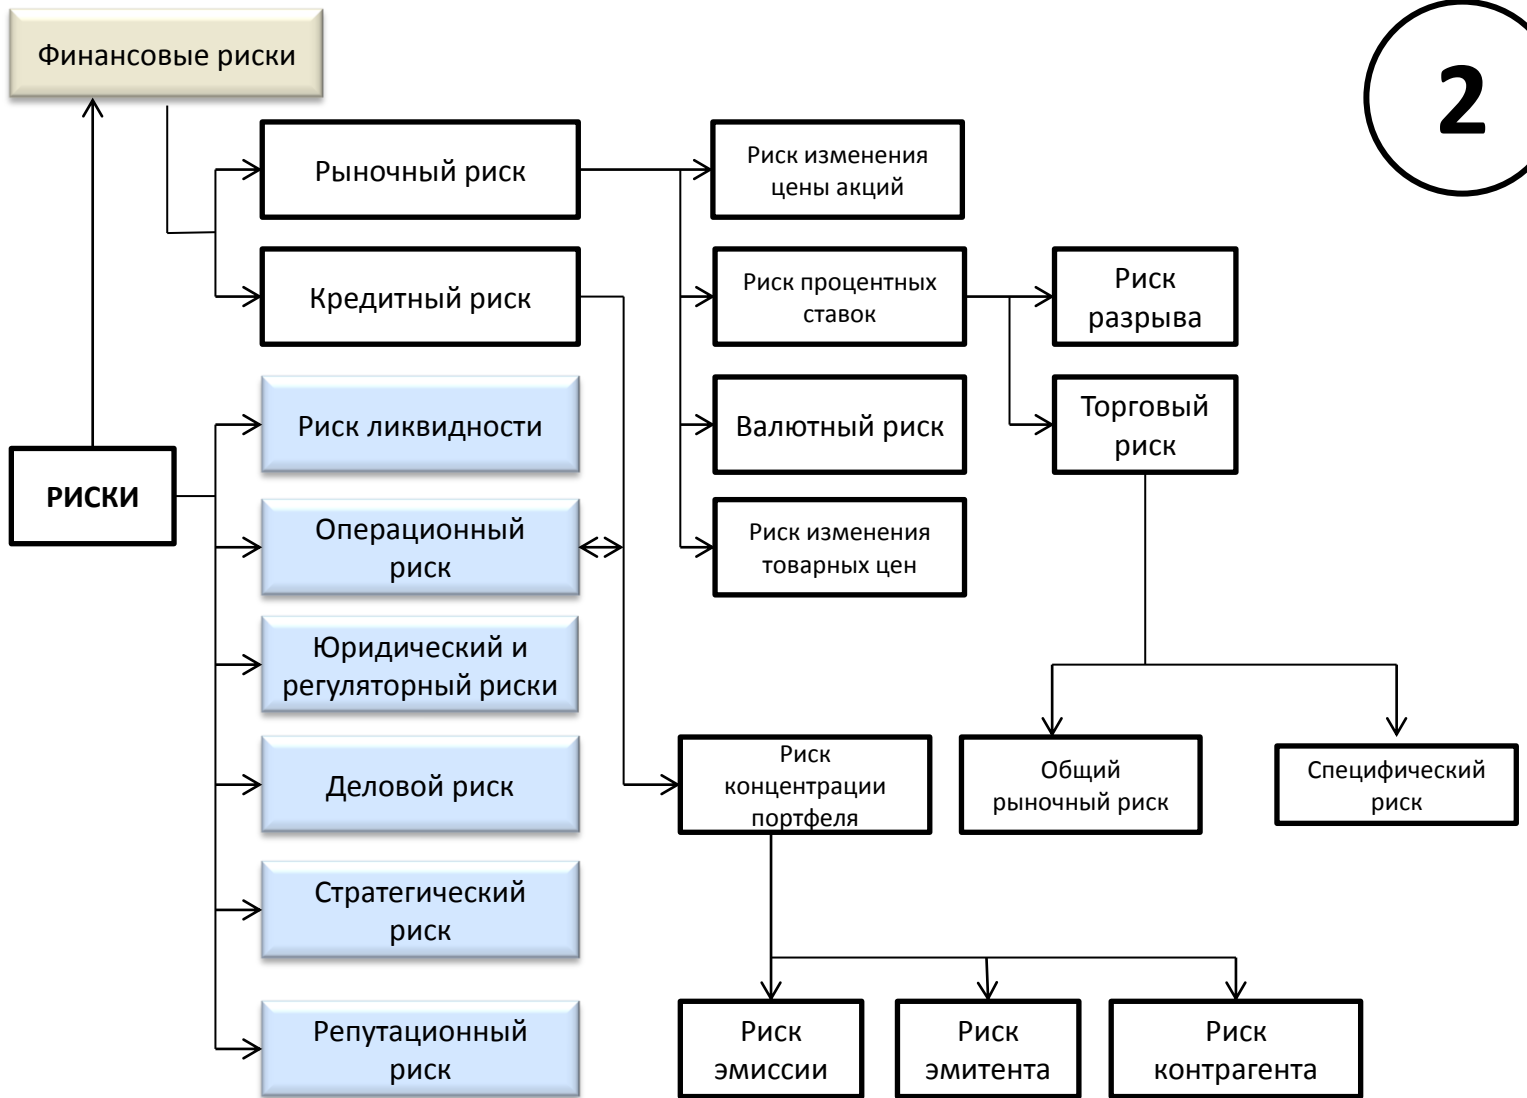 Финансовые риски
2
Рыночный риск
Риск изменения
цены акций
Кредитный риск
Риск процентных
ставок
Риск
разрыва
Риск ликвидности
Валютный риск
Торговый
риск
РИСКИ
Операционный
риск
Риск изменения
товарных цен
Юридический и
регуляторный риски
Деловой риск
Риск
концентрации
портфеля
Общий
рыночный риск
Специфический
риск
Стратегический
риск
Репутационный
риск
Риск
эмиссии
Риск
эмитента
Риск
контрагента